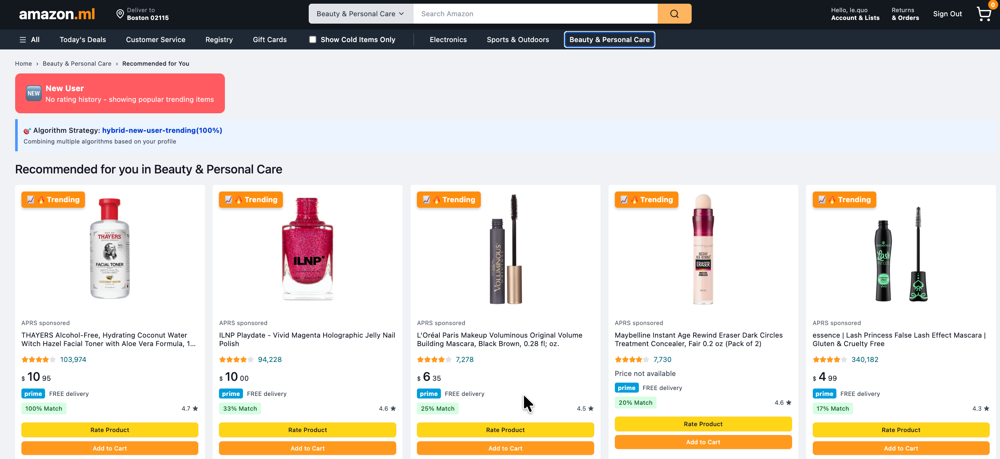 amazon.ml
Deliver to
Boston 02115
Beauty & Personal Care
Search Amazon
Hello, le.quo
Account & Lists
Returns
& Orders
Sign Out
0
All
Today's Deals
Customer Service
Registry
Gift Cards
Show Cold Items Only
Electronics
Sports & Outdoors
Beauty & Personal Care
Home › Beauty & Personal Care › Recommended for You
NEW
New User
No rating history - showing popular trending items
Algorithm Strategy: hybrid-new-user-trending(100%)
Combining multiple algorithms based on your profile
Recommended for you in Beauty & Personal Care
Trending
THAYERS
NATURAL REMEDIES
FACIAL TONER
WITCH HAZEL
COCONUT WATER
APRS sponsored
THAYERS Alcohol-Free, Hydrating Coconut Water
Witch Hazel Facial Toner with Aloe Vera Formula, 1...
103,974
$ 10 95
prime FREE delivery
100% Match
4.7 ★
Rate Product
Add to Cart
Trending
ILNP
APRS sponsored
ILNP Playdate - Vivid Magenta Holographic Jelly Nail
Polish
94,228
$ 10 00
prime FREE delivery
33% Match
4.6 ★
Rate Product
Add to Cart
Trending
VOLUMINOUS
ORIGINAL
APRS sponsored
L'Oréal Paris Makeup Voluminous Original Volume
Building Mascara, Black Brown, 0.28 fl; oz.
7,278
$ 6 35
prime FREE delivery
25% Match
4.5 ★
Rate Product
Add to Cart
Trending
MAYBELLINE
INSTANT
AGE REWIND
ERASER
MULTI-USE
CONCEALER
APRS sponsored
Maybelline Instant Age Rewind Eraser Dark Circles
Treatment Concealer, Fair 0.2 oz (Pack of 2)
7,730
Price not available
prime FREE delivery
20% Match
4.6 ★
Rate Product
Add to Cart
Trending
essence
Lash
PRINCESS
false lash
effect
APRS sponsored
essence | Lash Princess False Lash Effect Mascara |
Gluten & Cruelty Free
340,182
$ 4 99
prime FREE delivery
17% Match
4.3 ★
Rate Product
Add to Cart